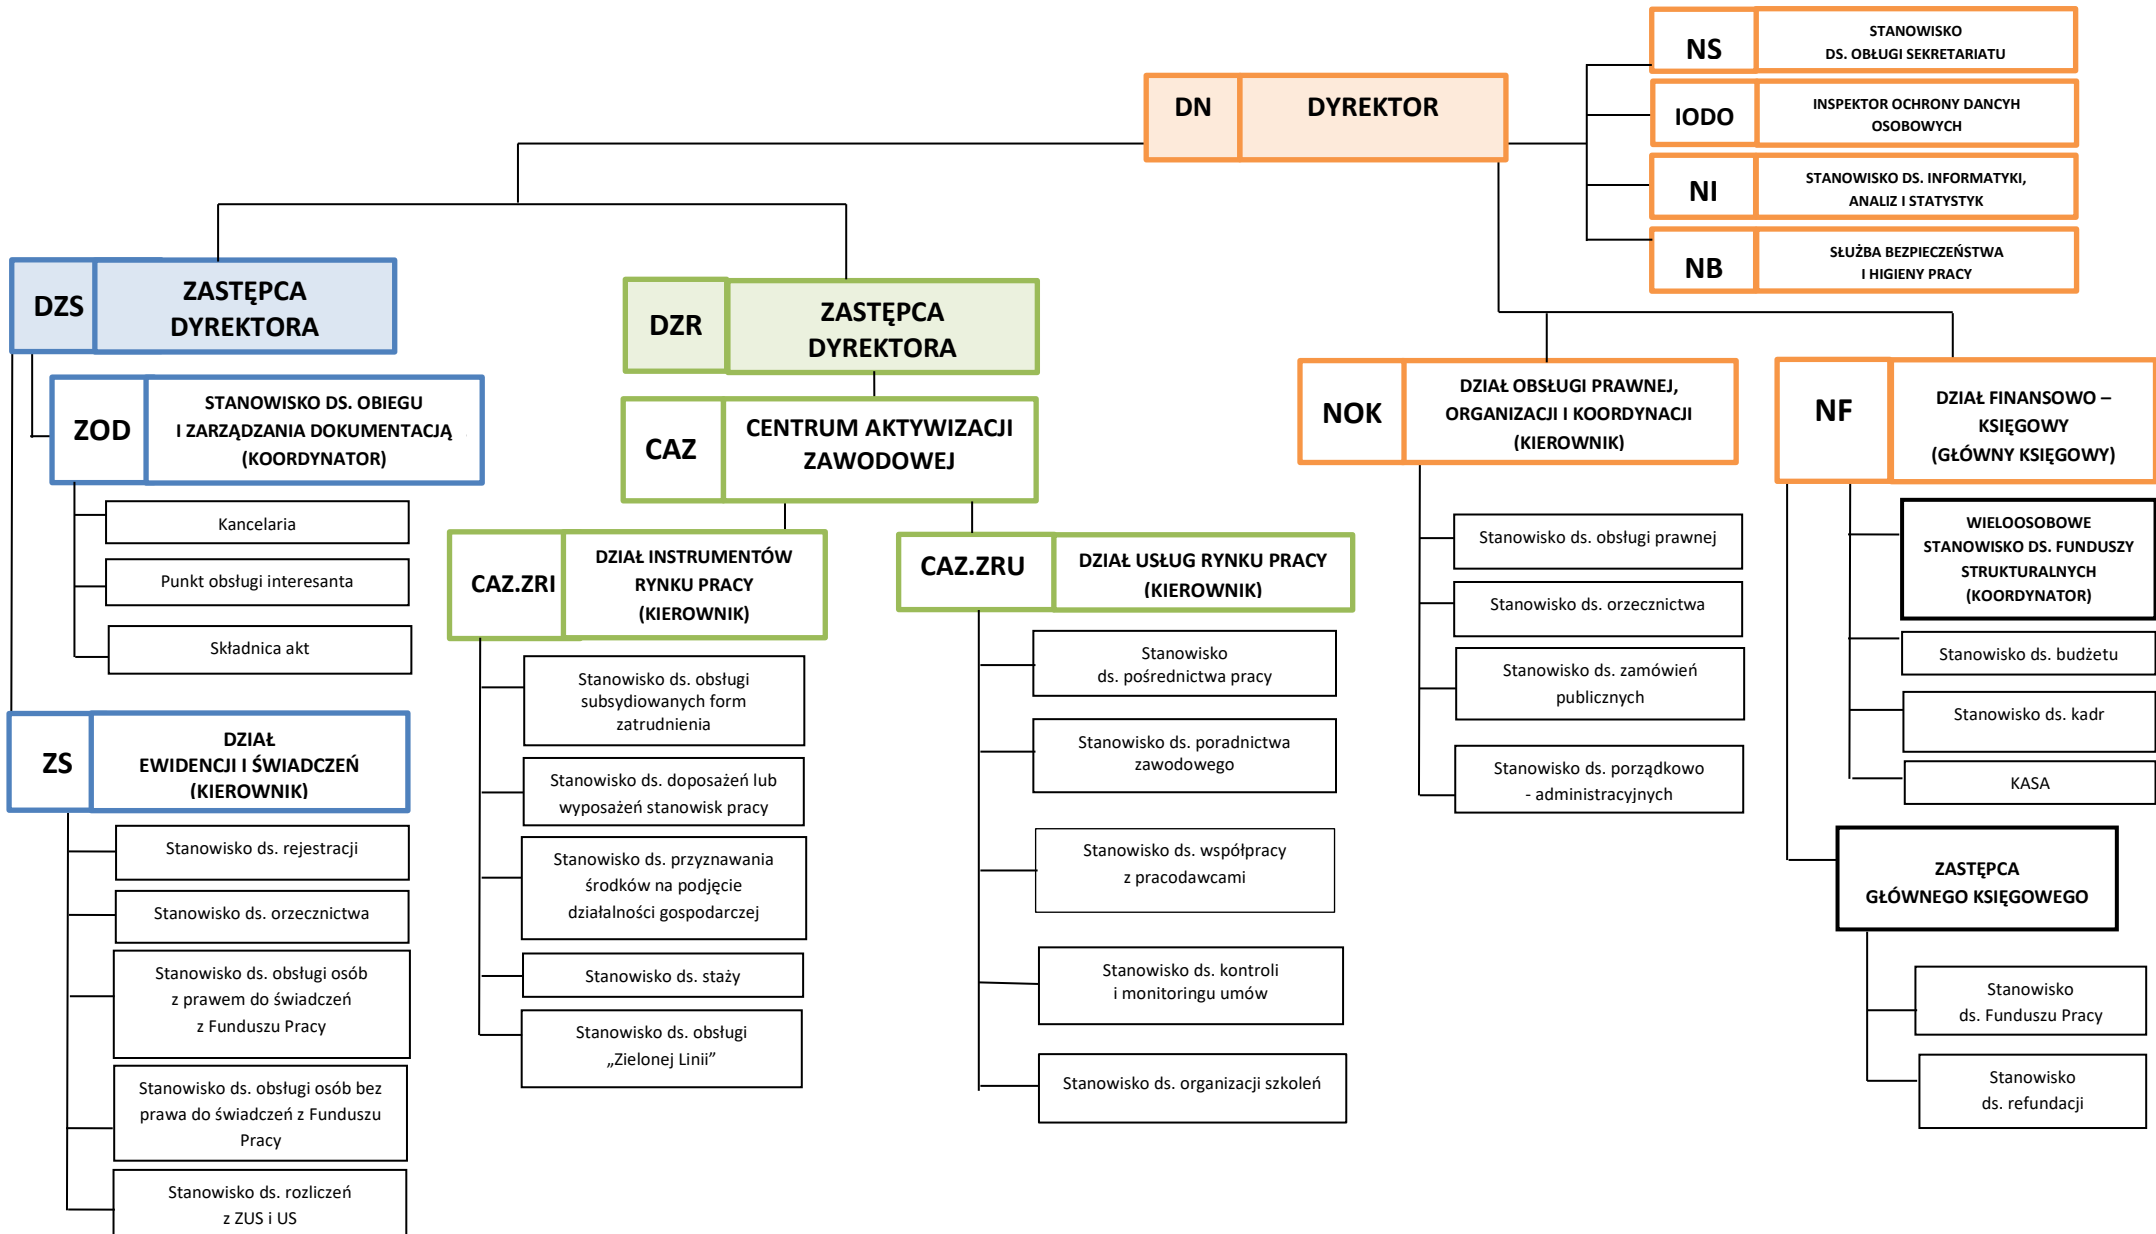 NS
STANOWISKO
DS. OBŁUGI SEKRETARIATU
DN
DYREKTOR
IODO
INSPEKTOR OCHRONY DANCYH
OSOBOWYCH
NI
STANOWISKO DS. INFORMATYKI,
ANALIZ I STATYSTYK
NB
SŁUŻBA BEZPIECZEŃSTWA
I HIGIENY PRACY
DZS
ZASTĘPCA
DYREKTORA
ZOD
STANOWISKO DS. OBIEGU
I ZARZĄDZANIA DOKUMENTACJĄ
(KOORDYNATOR)
Kancelaria
Punkt obsługi interesanta
Składnica akt
ZS
DZIAŁ
EWIDENCJI I ŚWIADCZEŃ
(KIEROWNIK)
Stanowisko ds. rejestracji
Stanowisko ds. orzecznictwa
Stanowisko ds. obsługi osób
z prawem do świadczeń
z Funduszu Pracy
Stanowisko ds. obsługi osób bez
prawa do świadczeń z Funduszu
Pracy
Stanowisko ds. rozliczeń
z ZUS i US
DZR
ZASTĘPCA
DYREKTORA
CAZ
CENTRUM AKTYWIZACJI
ZAWODOWEJ
CAZ.ZRI
DZIAŁ INSTRUMENTÓW
RYNKU PRACY
(KIEROWNIK)
Stanowisko ds. obsługi
subsydiowanych form
zatrudnienia
Stanowisko ds. doposażeń lub
wyposażeń stanowisk pracy
Stanowisko ds. przyznawania
środków na podjęcie
działalności gospodarczej
Stanowisko ds. staży
Stanowisko ds. obsługi
„Zielonej Linii”
CAZ.ZRU
DZIAŁ USŁUG RYNKU PRACY
(KIEROWNIK)
Stanowisko
ds. pośrednictwa pracy
Stanowisko ds. poradnictwa
zawodowego
Stanowisko ds. współpracy
z pracodawcami
Stanowisko ds. kontroli
i monitoringu umów
Stanowisko ds. organizacji szkoleń
NOK
DZIAŁ OBSŁUGI PRAWNEJ,
ORGANIZACJI I KOORDYNACJI
(KIEROWNIK)
Stanowisko ds. obsługi prawnej
Stanowisko ds. orzecznictwa
Stanowisko ds. zamówień
publicznych
Stanowisko ds. porządkowo
- administracyjnych
NF
DZIAŁ FINANSOWO –
KSIĘGOWY
(GŁÓWNY KSIĘGOWY)
WIELOOSOBOWE
STANOWISKO DS. FUNDUSZY
STRUKTURALNYCH
(KOORDYNATOR)
Stanowisko ds. budżetu
Stanowisko ds. kadr
KASA
ZASTĘPCA
GŁÓWNEGO KSIĘGOWEGO
Stanowisko
ds. Funduszu Pracy
Stanowisko
ds. refundacji